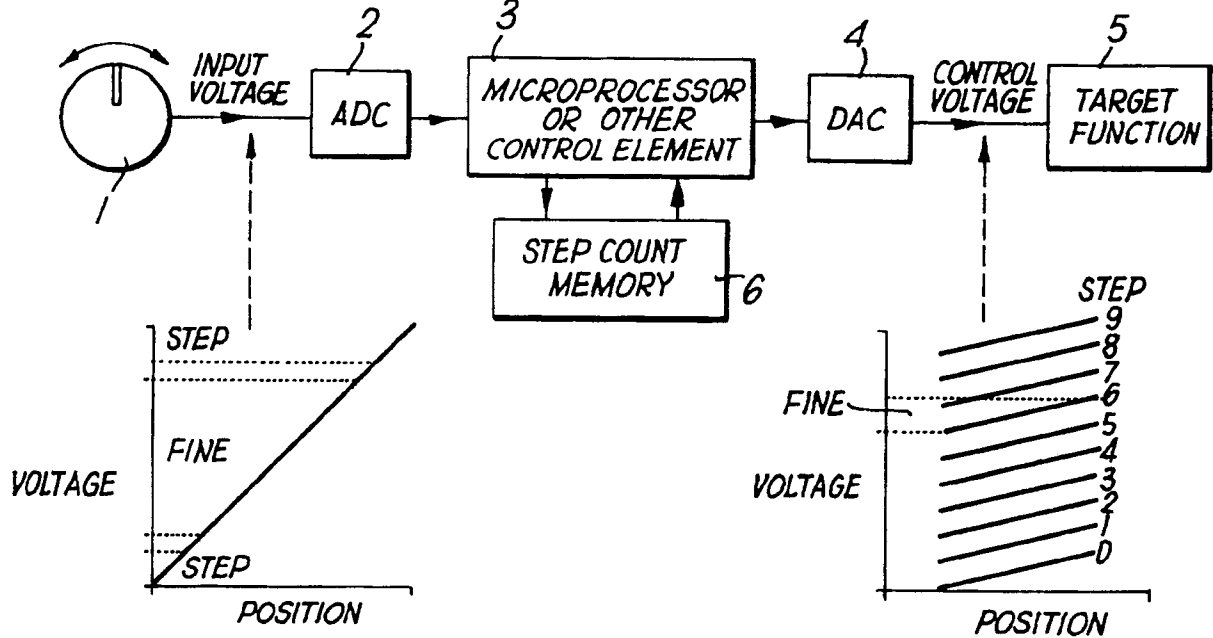 1
INPUT
VOLTAGE
2
ADC
3
MICROPROCESSOR
OR OTHER
CONTROL ELEMENT
4
DAC
CONTROL
VOLTAGE
5
TARGET
FUNCTION
STEP COUNT
MEMORY
6
STEP
FINE
VOLTAGE
STEP
POSITION
STEP
9
8
7
FINE
6
5
4
VOLTAGE
3
2
1
0
POSITION